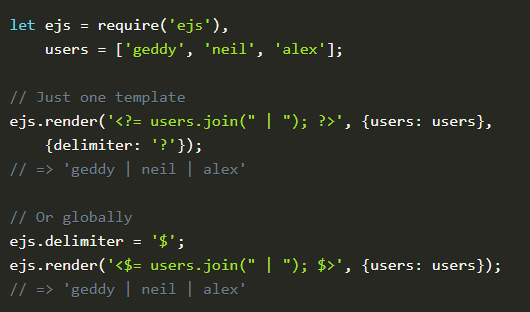 let ejs = require('ejs'),
    users = ['geddy', 'neil', 'alex'];

// Just one template
ejs.render('<?= users.join(" | "); ?>', {users: users},
    {delimiter: '?'});
// => 'geddy | neil | alex'

// Or globally
ejs.delimiter = '$';
ejs.render('<$= users.join(" | "); $>', {users: users});
// => 'geddy | neil | alex'